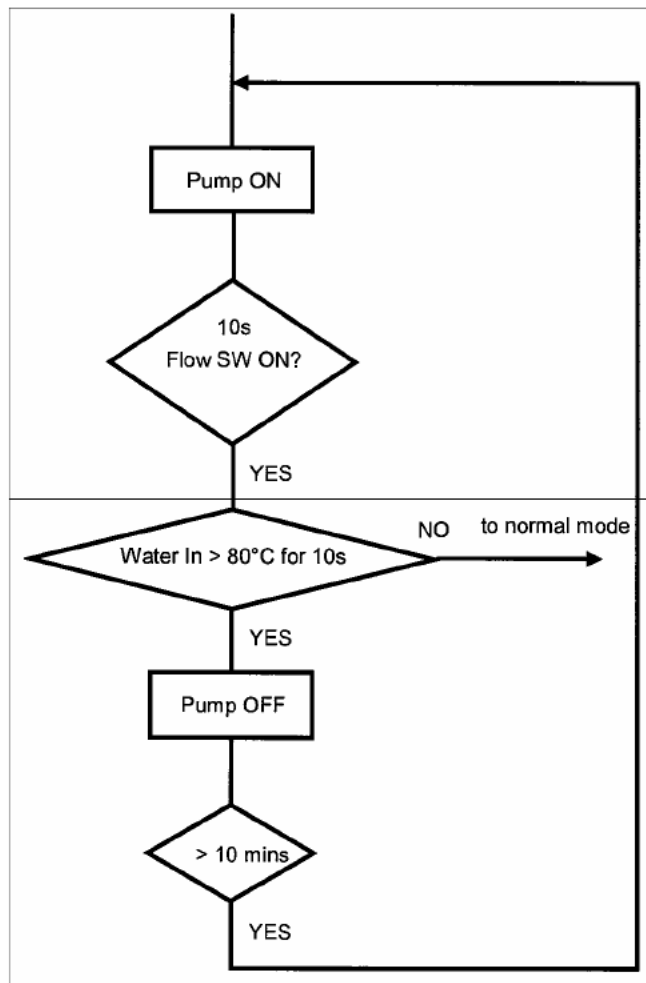 Pump ON
10s
Flow SW ON?
YES
Water In > 80°C for 10s
NO
to normal mode
YES
Pump OFF
> 10 mins
YES